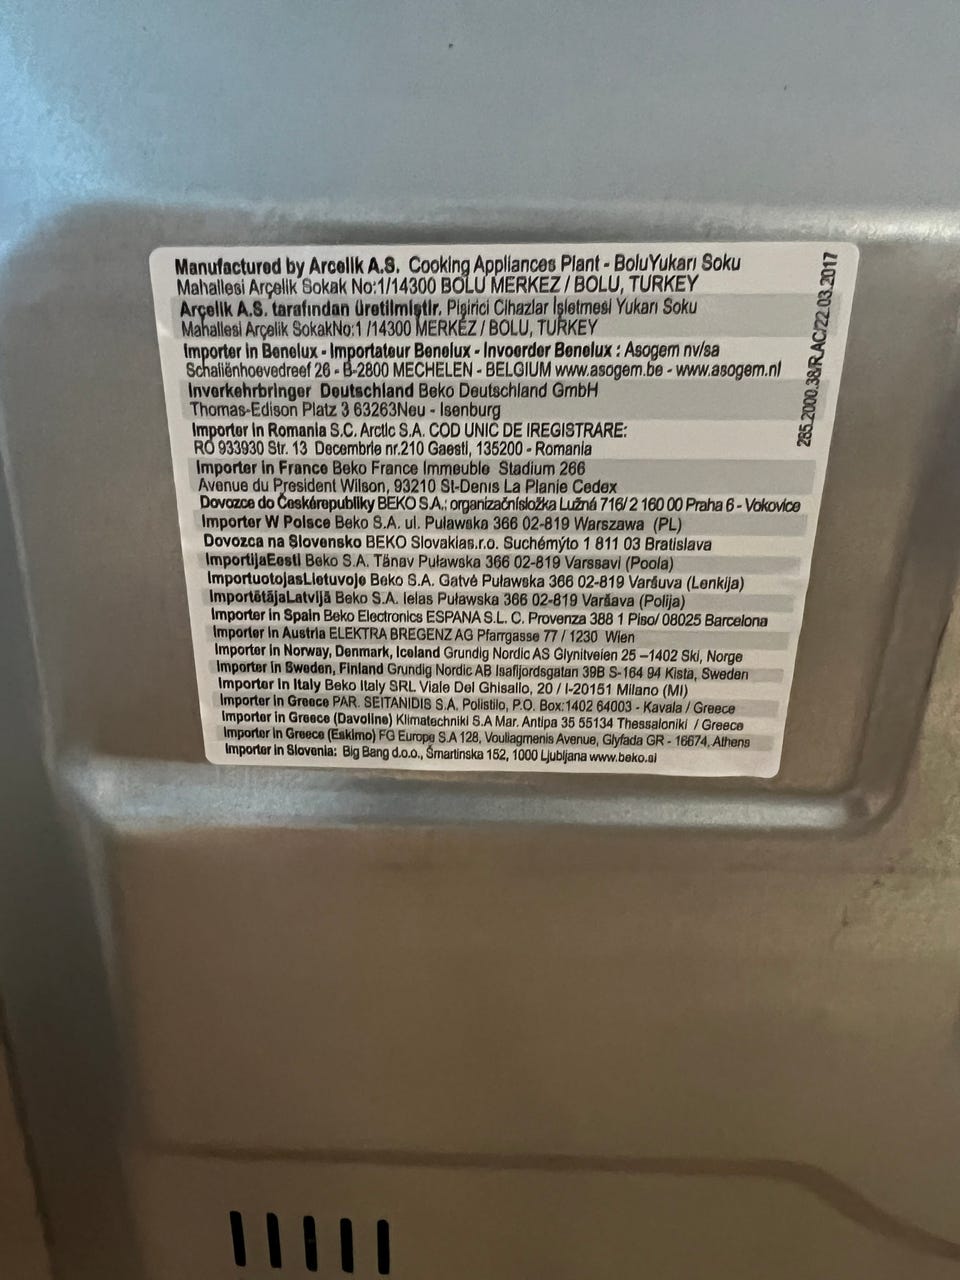 Manufactured by Arcelik A.S. Cooking Appliances Plant - BoluYukarı Soku
Mahallesi Arçelik Sokak No:1/14300 BOLU MERKEZ / BOLU, TURKEY
Arçelik A.S. tarafından üretilmiştir. Pişirici Cihazlar İşletmesi Yukarı Soku
Mahallesi Arçelik SokakNo:1 /14300 MERKEZ / BOLU, TURKEY
Importer in Benelux - Importateur Benelux - Invoerder Benelux : Asogem nv/sa
Schaliënhoevedreef 26 - B-2800 MECHELEN - BELGIUM www.asogem.be - www.asogem.nl
Inverkehrbringer Deutschland Beko Deutschland GmbH
Thomas-Edison Platz 3 63263Neu - Isenburg
Importer in Romania S.C. Arctic S.A. COD UNIC DE IREGISTRARE:
RO 933930 Str. 13 Decembrie nr.210 Gaesti, 135200 - Romania
Importer in France Beko France Immeuble Stadium 266
Avenue du President Wilson, 93210 St-Denis La Planie Cedex
Dovozce do Českérepubliky BEKO S.A.; organizačnísložka Lužná 716/2 160 00 Praha 6 - Vokovice
Importer W Polsce Beko S.A. ul. Puławska 366 02-819 Warszawa (PL)
Dovozca na Slovensko BEKO Slovakias.r.o. Suchémýto 1 811 03 Bratislava
ImportijaEesti Beko S.A. Tänav Puławska 366 02-819 Varssavi (Poola)
ImportuotojasLietuvoje Beko S.A. Gatvé Puławska 366 02-819 Varšuva (Lenkija)
ImportētājaLatvijā Beko S.A. Ielas Puławska 366 02-819 Varšava (Polija)
Importer in Spain Beko Electronics ESPANA S.L. C. Provenza 388 1 Piso/ 08025 Barcelona
Importer in Austria ELEKTRA BREGENZ AG Pfarrgasse 77 / 1230 Wien
Importer in Norway, Denmark, Iceland Grundig Nordic AS Glynitveien 25 –1402 Ski, Norge
Importer in Sweden, Finland Grundig Nordic AB Isafjordsgatan 39B S-164 94 Kista, Sweden
Importer in Italy Beko Italy SRL Viale Del Ghisallo, 20 / I-20151 Milano (MI)
Importer in Greece PAR. SEITANIDIS S.A. Polistilo, P.O. Box:1402 64003 - Kavala / Greece
Importer in Greece (Davoline) Klimatechniki S.A Mar. Antipa 35 55134 Thessaloniki / Greece
Importer in Greece (Eskimo) FG Europe S.A 128, Vouliagmenis Avenue, Glyfada GR - 16674, Athens
Importer in Slovenia: Big Bang d.o.o., Šmartinska 152, 1000 Ljubljana www.beko.si
285.2000.38/R.AC/22.03.2017